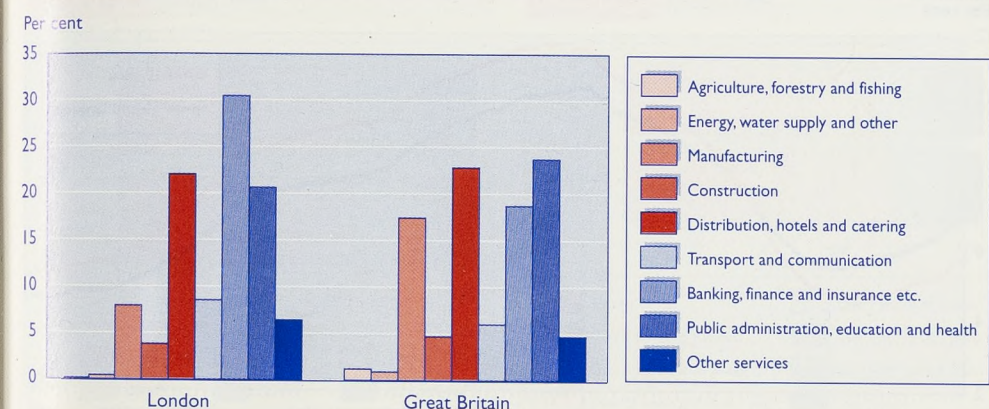 Per cent
35
30
25
20
15
10
5
0
London
Great Britain
Agriculture, forestry and fishing
Energy, water supply and other
Manufacturing
Construction
Distribution, hotels and catering
Transport and communication
Banking, finance and insurance etc.
Public administration, education and health
Other services